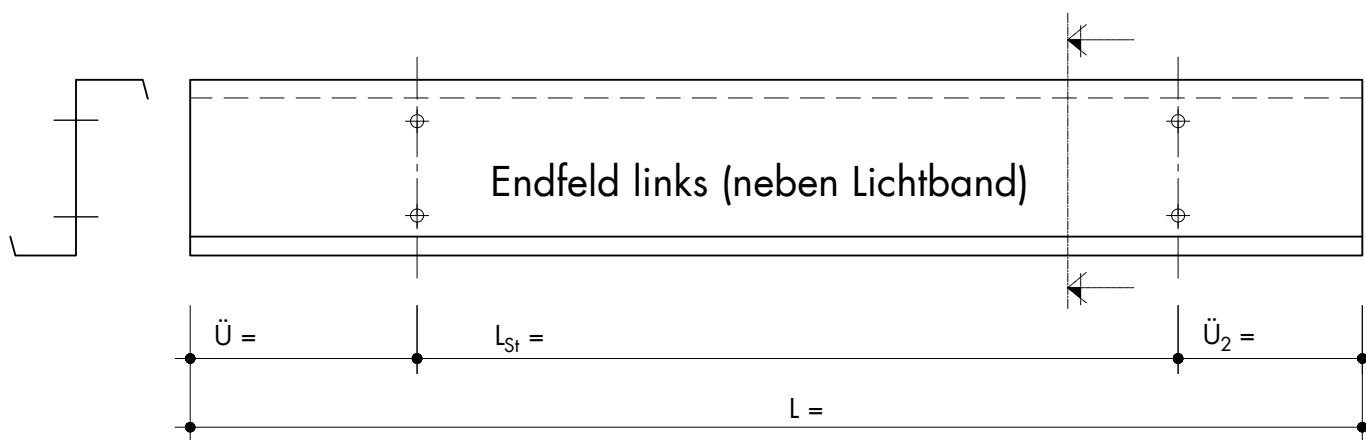 Endfeld links (neben Lichtband)
Ü =
L_St =
Ü_2 =
L =